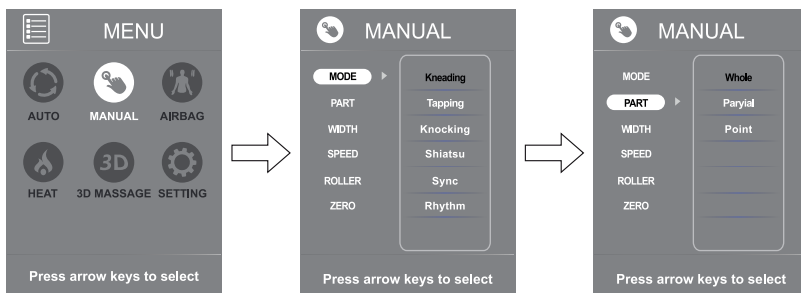 MENU
AUTO MANUAL AIRBAG
3D
HEAT 3D MASSAGE SETTING
Press arrow keys to select
MANUAL
MODE Kneading
PART Tapping
WIDTH Knocking
SPEED Shiatsu
ROLLER Sync
ZERO Rhythm
Press arrow keys to select
MANUAL
MODE Whole
PART Paryial
WIDTH Point
SPEED
ROLLER
ZERO
Press arrow keys to select